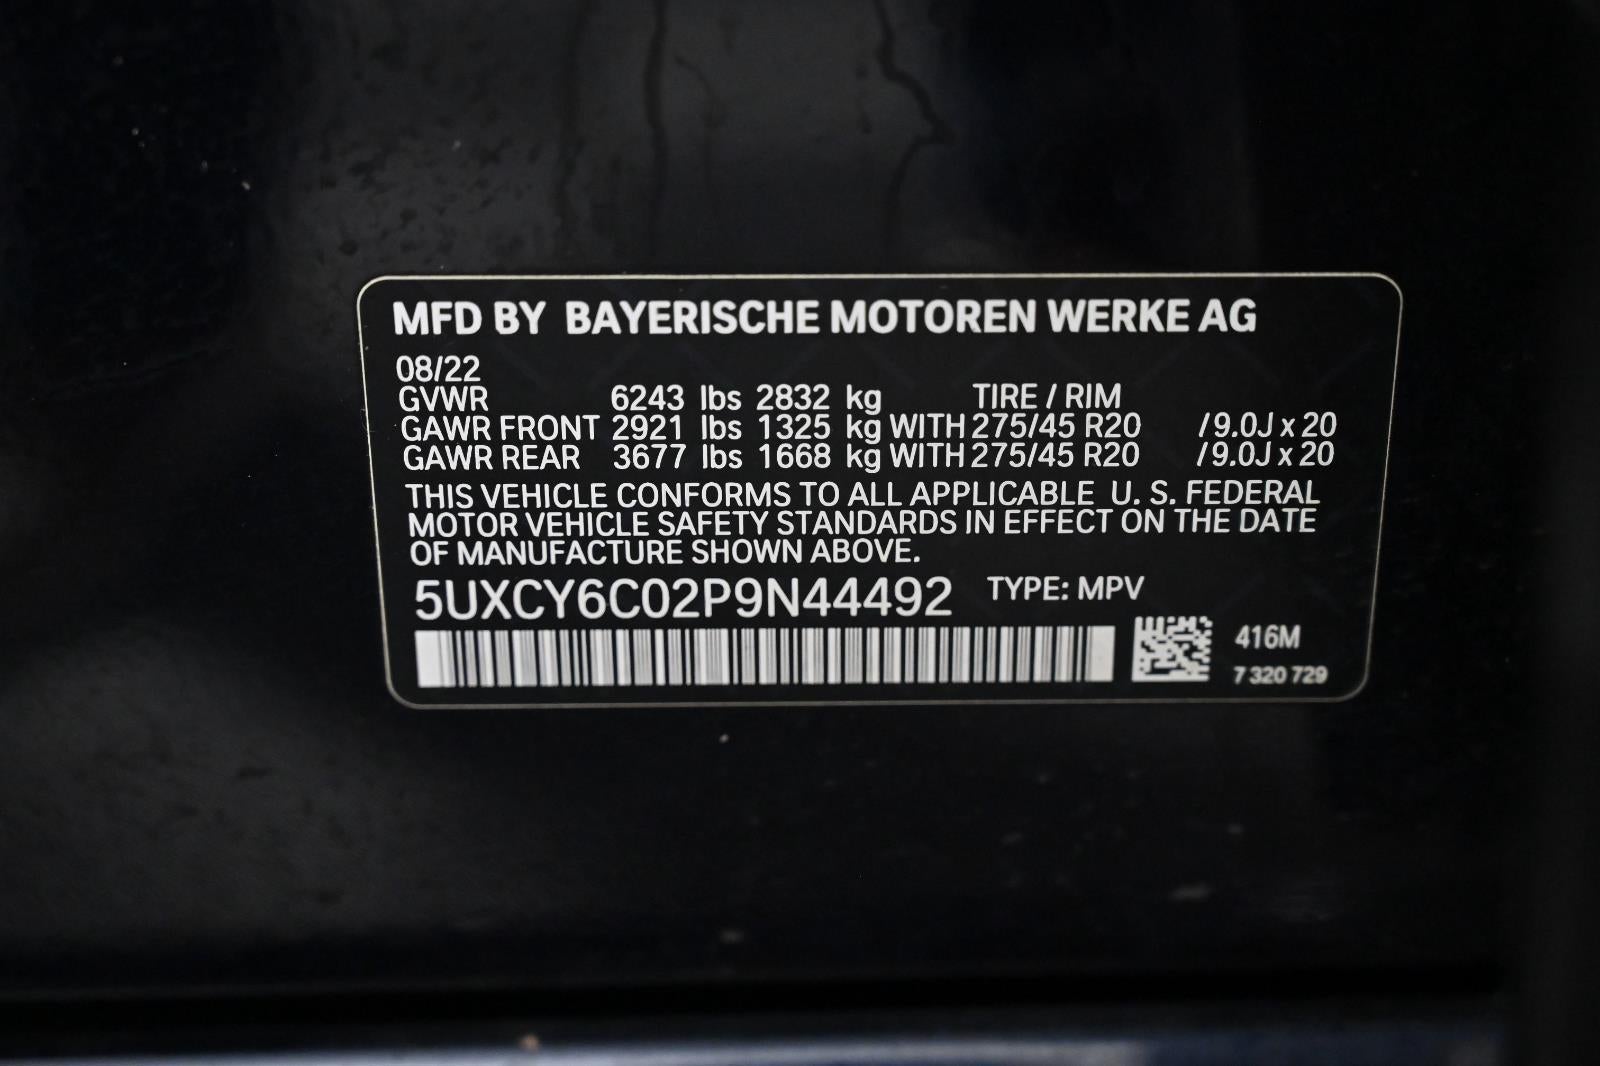 MFD BY BAYERISCHE MOTOREN WERKE AG
08/22
GVWR 6243 lbs 2832 kg TIRE / RIM
GAWR FRONT 2921 lbs 1325 kg WITH 275/45 R20 / 9.0J x 20
GAWR REAR 3677 lbs 1668 kg WITH 275/45 R20 / 9.0J x 20
THIS VEHICLE CONFORMS TO ALL APPLICABLE U. S. FEDERAL
MOTOR VEHICLE SAFETY STANDARDS IN EFFECT ON THE DATE
OF MANUFACTURE SHOWN ABOVE.
5UXCY6C02P9N44492 TYPE: MPV
416M
7 320 729